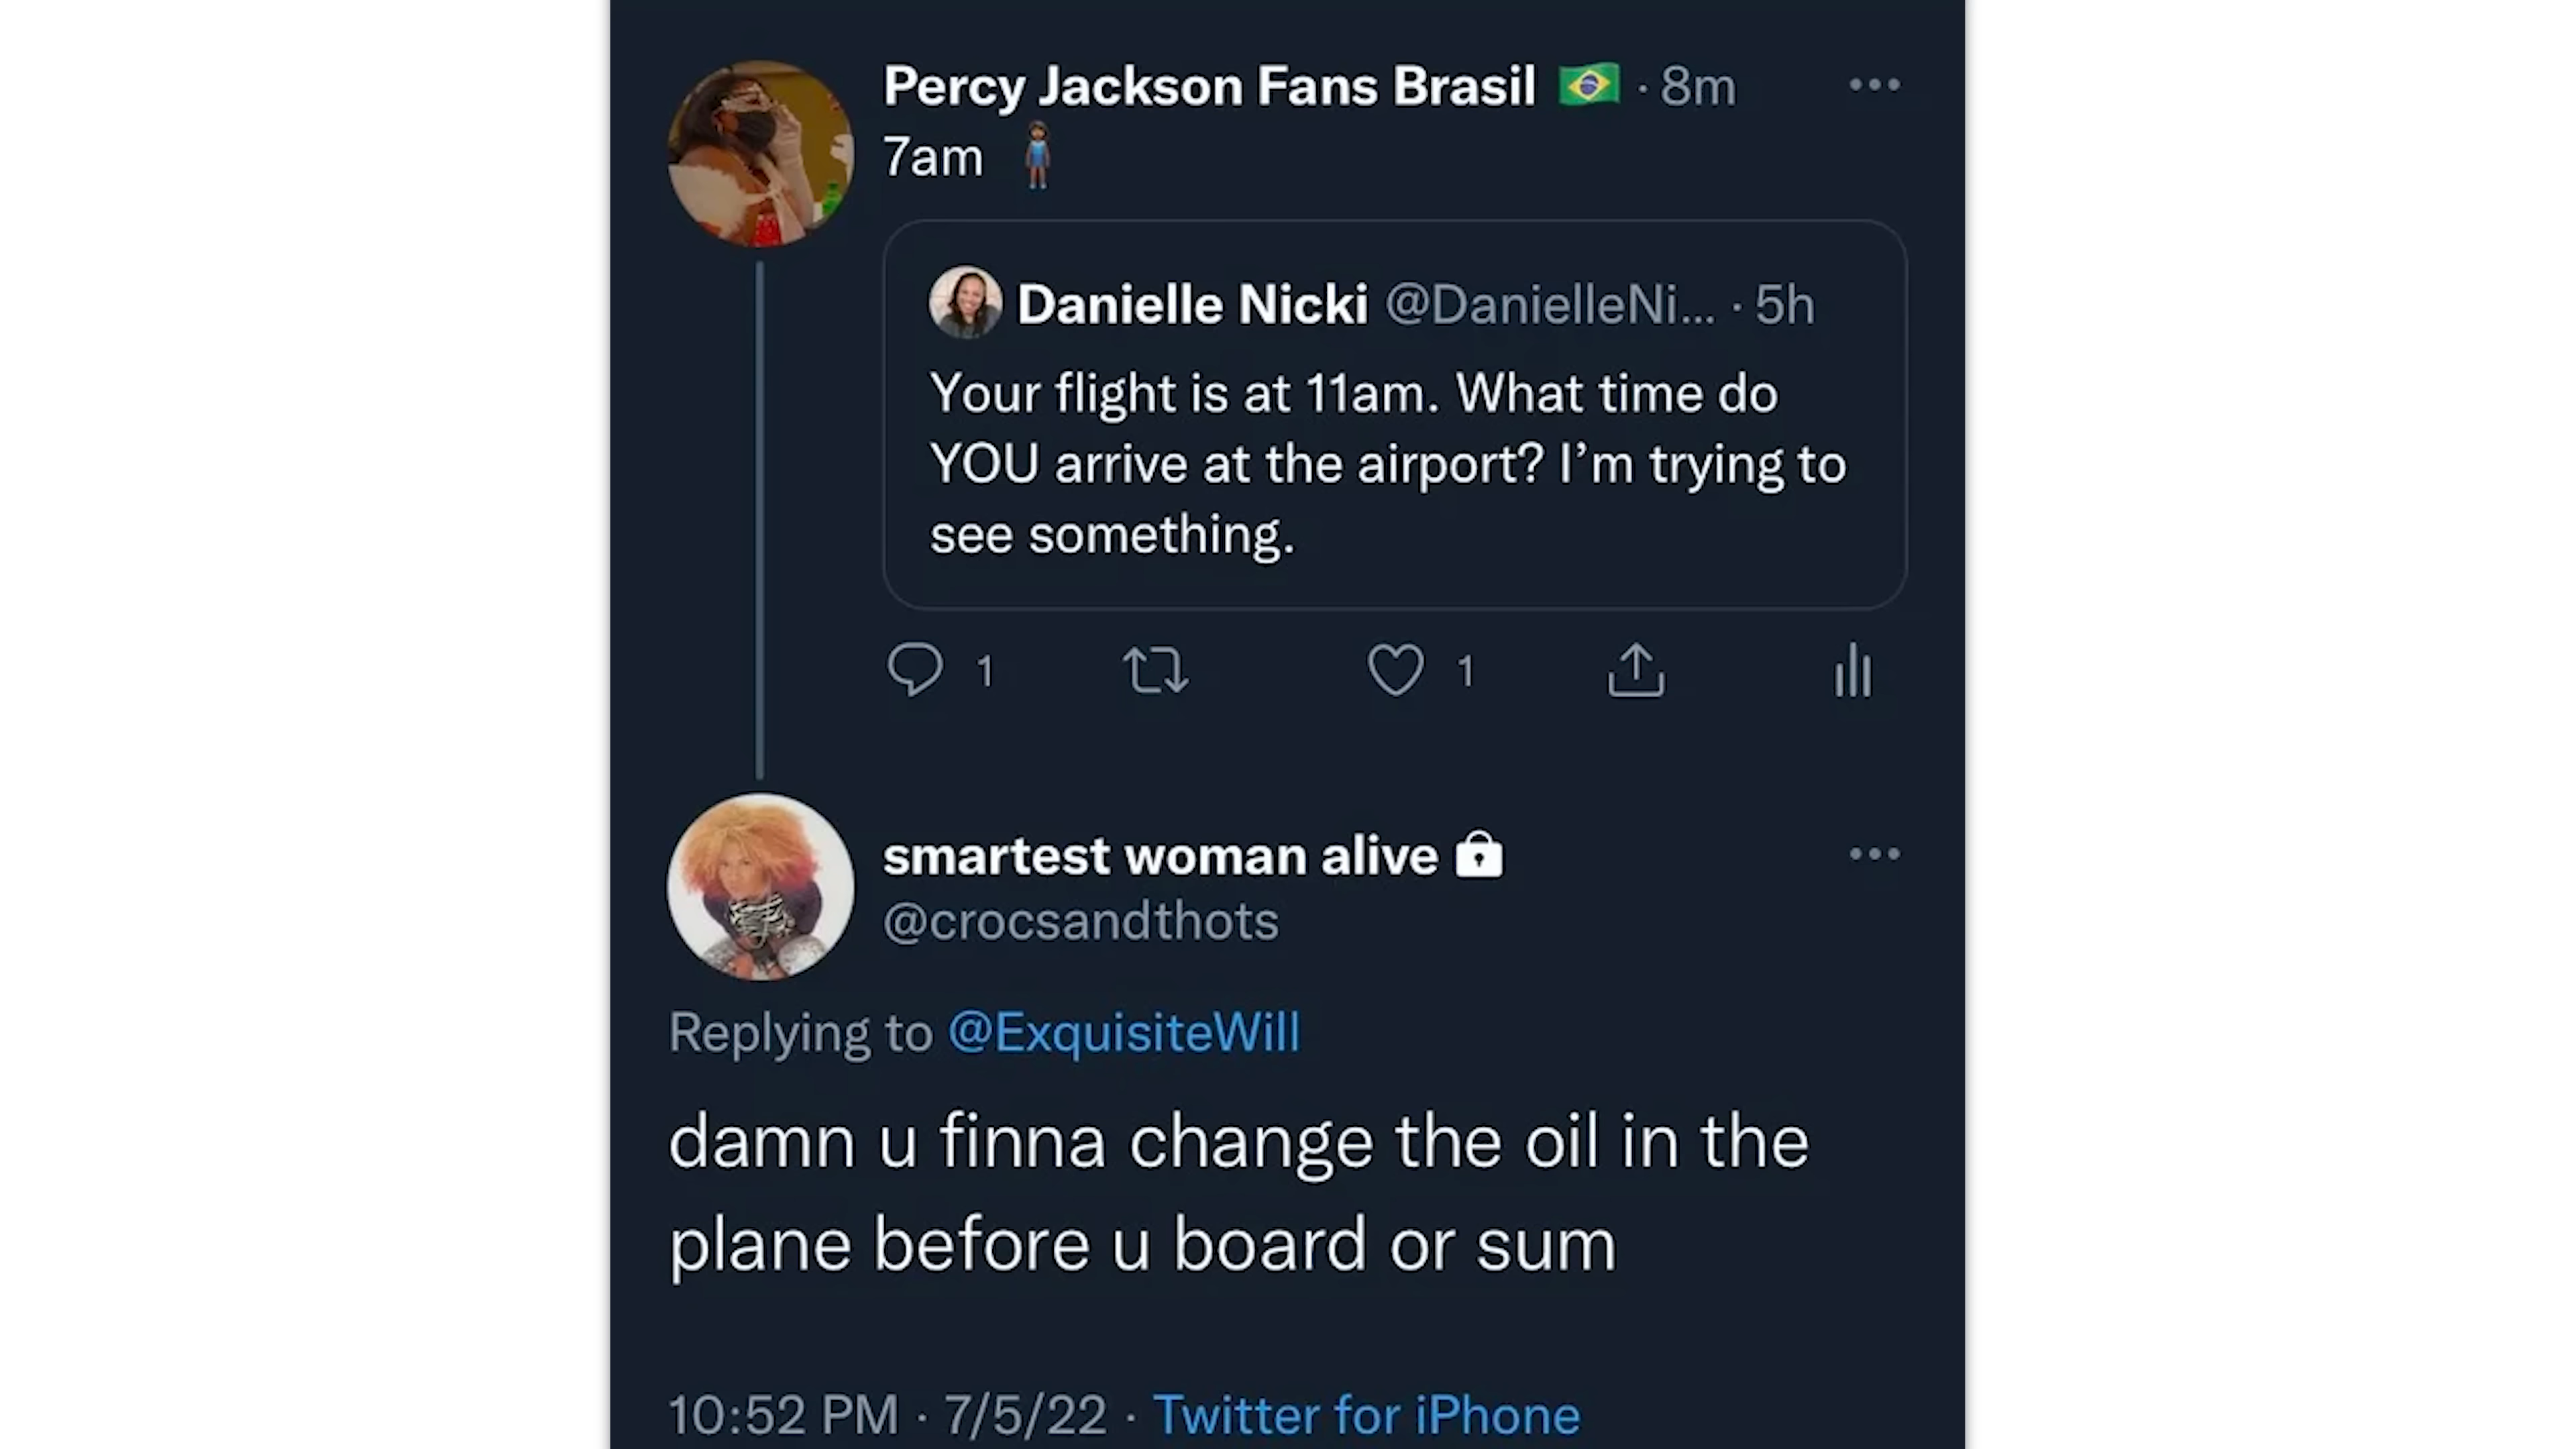 Percy Jackson Fans Brasil 🇧🇷 · 8m
7am 🧍🏾‍♀️
Danielle Nicki @DanielleNi... · 5h
Your flight is at 11am. What time do
YOU arrive at the airport? I’m trying to
see something.
1 1
smartest woman alive 🔒
@crocsandthots
Replying to @ExquisiteWill
damn u finna change the oil in the
plane before u board or sum
10:52 PM · 7/5/22 · Twitter for iPhone